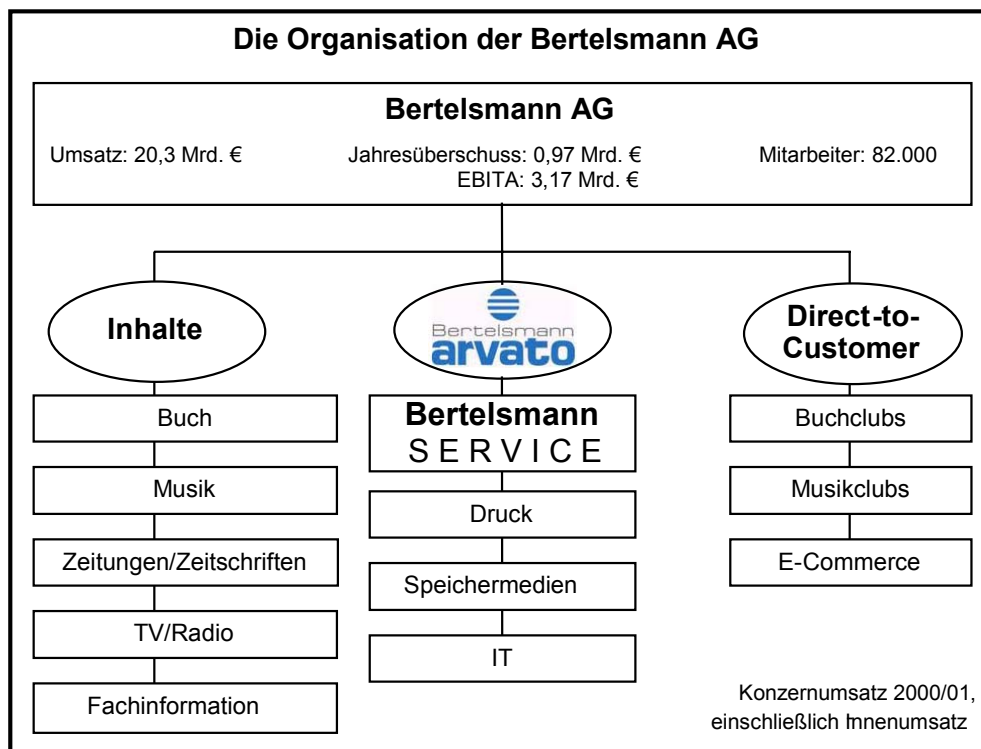 Die Organisation der Bertelsmann AG
Bertelsmann AG
Umsatz: 20,3 Mrd. €
Jahresüberschuss: 0,97 Mrd. €
EBITA: 3,17 Mrd. €
Mitarbeiter: 82.000
Inhalte
Buch
Musik
Zeitungen/Zeitschriften
TV/Radio
Fachinformation
Bertelsmann
arvato
Bertelsmann
SERVICE
Druck
Speichermedien
IT
Direct-to-
Customer
Buchclubs
Musikclubs
E-Commerce
Konzernumsatz 2000/01,
einschließlich Innenumsatz